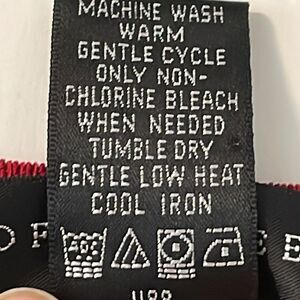 MACHINE WASH
WARM
GENTLE CYCLE
ONLY NON-
CHLORINE BLEACH
WHEN NEEDED
TUMBLE DRY
GENTLE LOW HEAT
COOL IRON